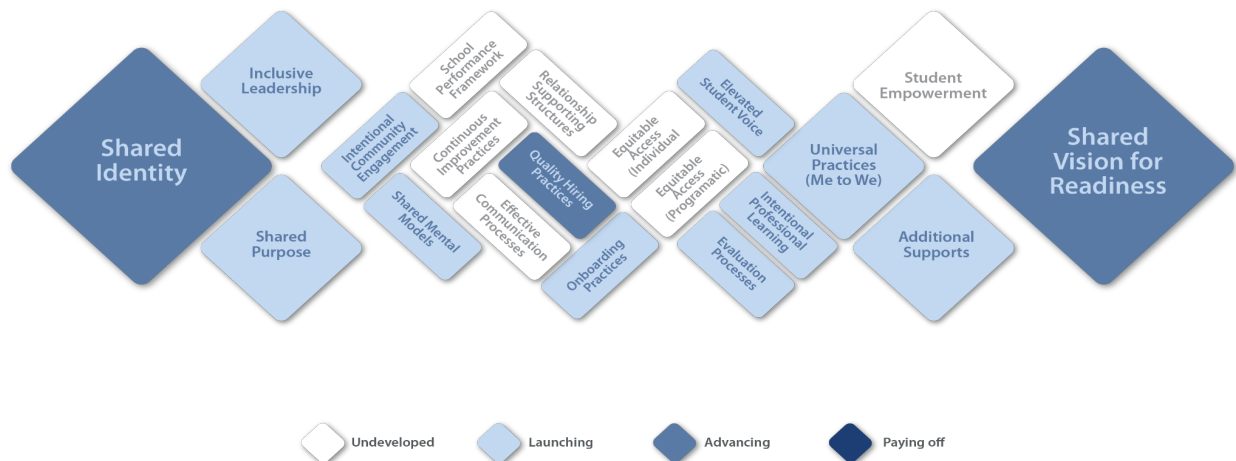 Shared
Identity
Inclusive
Leadership
Shared
Purpose
School
Performance
Framework
Intentional
Community
Engagement
Continuous
Improvement
Practices
Relationship
Supporting
Structures
Shared Mental
Models
Effective
Communication
Processes
Quality Hiring
Practices
Onboarding
Practices
Equitable
Access
(Individual
Equitable
Access
(Programatic)
Elevated
Student Voice
Intentional
Professional
Learning
Evaluation
Processes
Universal
Practices
(Me to We)
Student
Empowerment
Additional
Supports
Shared
Vision for
Readiness
Undeveloped
Launching
Advancing
Paying off